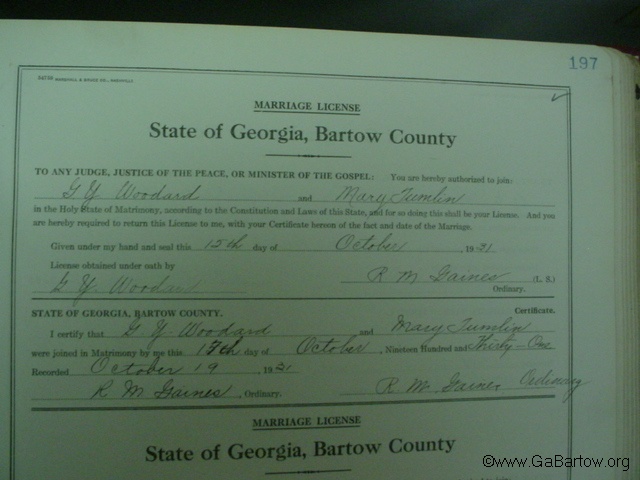 197
MARRIAGE LICENSE
State of Georgia, Bartow County
TO ANY JUDGE, JUSTICE OF THE PEACE, OR MINISTER OF THE GOSPEL: You are hereby authorized to join:
G Y Woodard and Mary Tumlin
in the Holy State of Matrimony, according to the Constitution and Laws of this State, and for so doing this shall be your License. And you
are hereby required to return this License to me, with your Certificate hereon of the fact and date of the Marriage.
Given under my hand and seal this 15th day of October 1931
License obtained under oath by R M Gaines (L. S.)
G Y. Woodard Ordinary.
STATE OF GEORGIA, BARTOW COUNTY. Certificate.
I certify that G Y. Woodard and Mary Tumlin
were joined in Matrimony by me this 17th day of October, Nineteen Hundred and Thirty-One
Recorded October 19, 1931
R M Gaines, Ordinary. R M Gaines Ordinary
MARRIAGE LICENSE
State of Georgia, Bartow County
©www.GaBartow.org